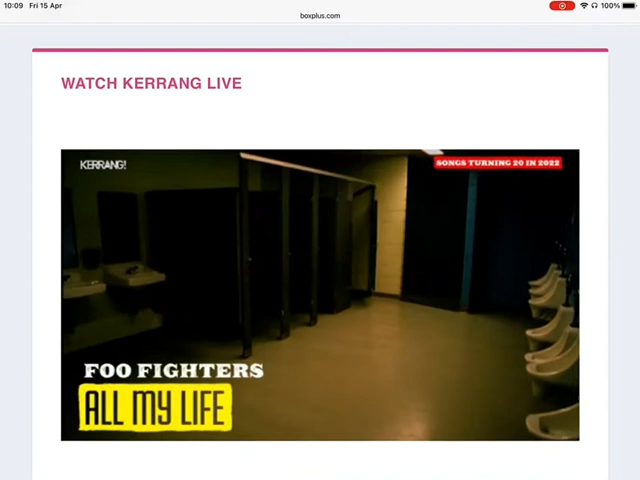 10:09 Fri 15 Apr 100%
boxplus.com
WATCH KERRANG LIVE
KERRANG!
SONGS TURNING 20 IN 2022
FOO FIGHTERS
ALL MY LIFE